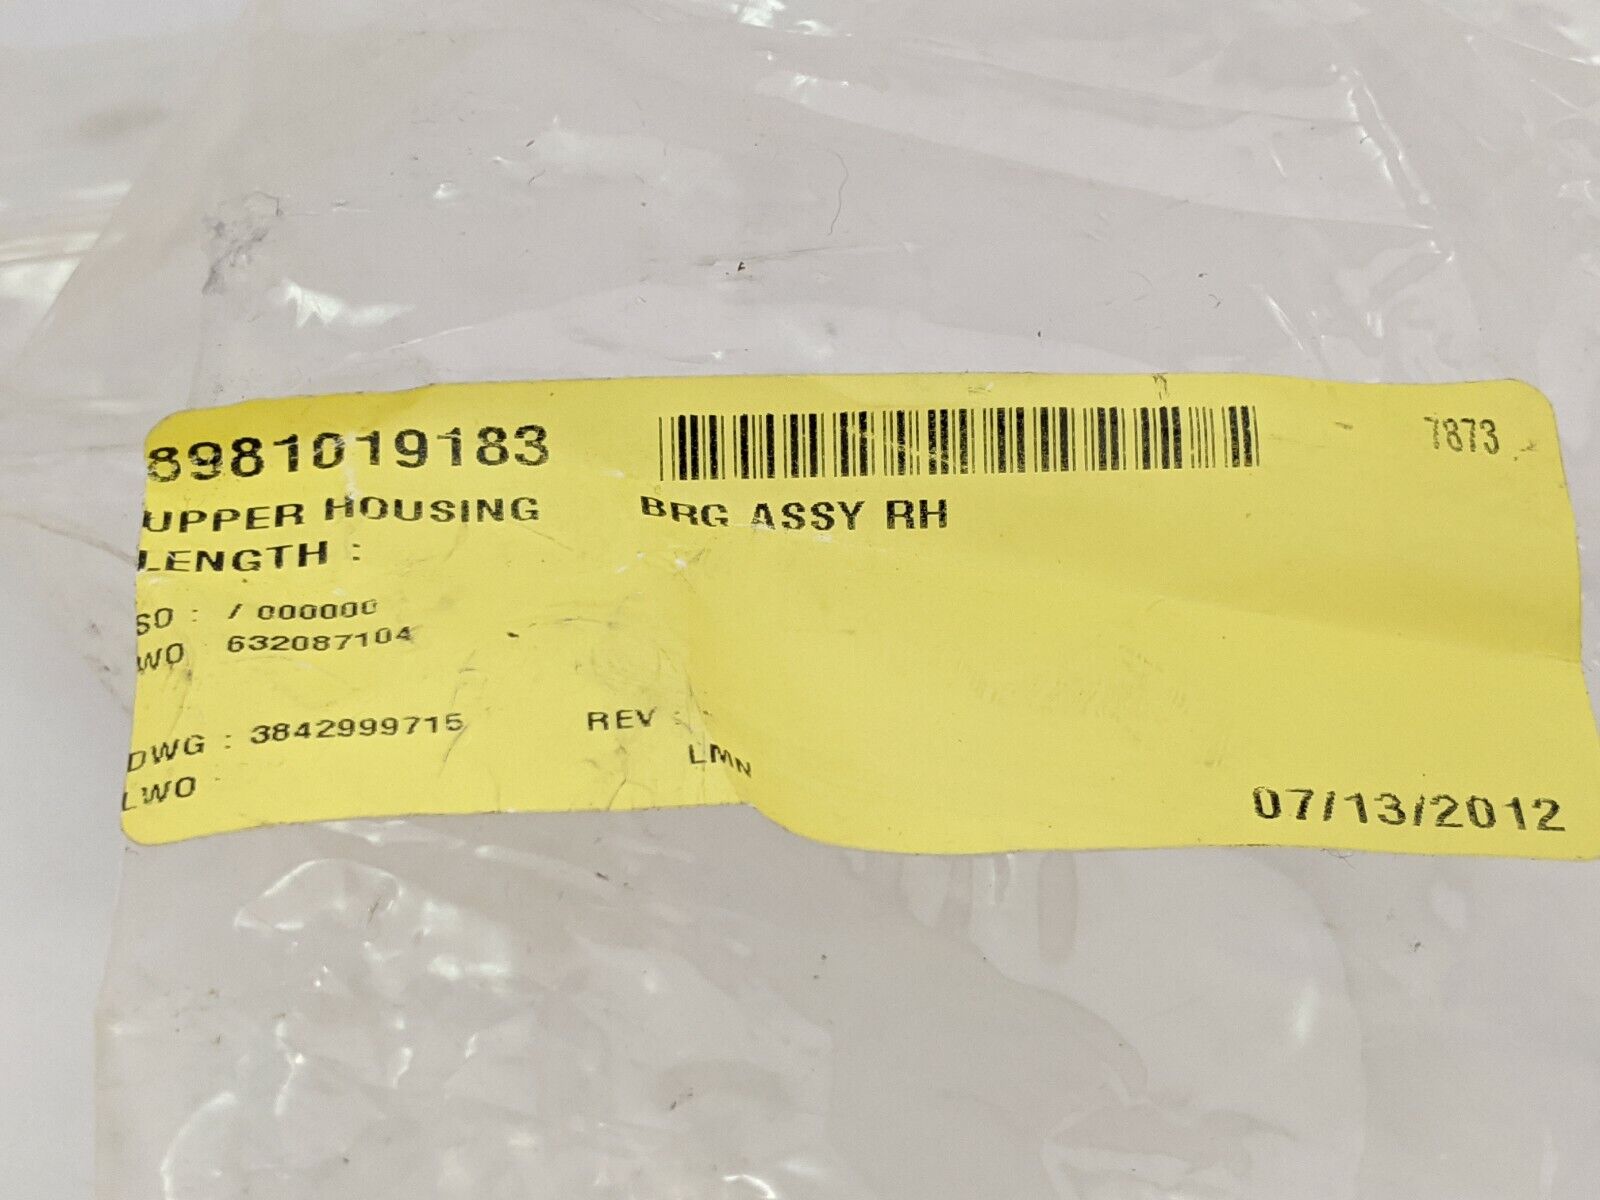 8981019183 7873
UPPER HOUSING BRG ASSY RH
LENGTH :
SO : / 000000
WO 632087104
DWG : 3842999715 REV :
LWO LMN
07/13/2012